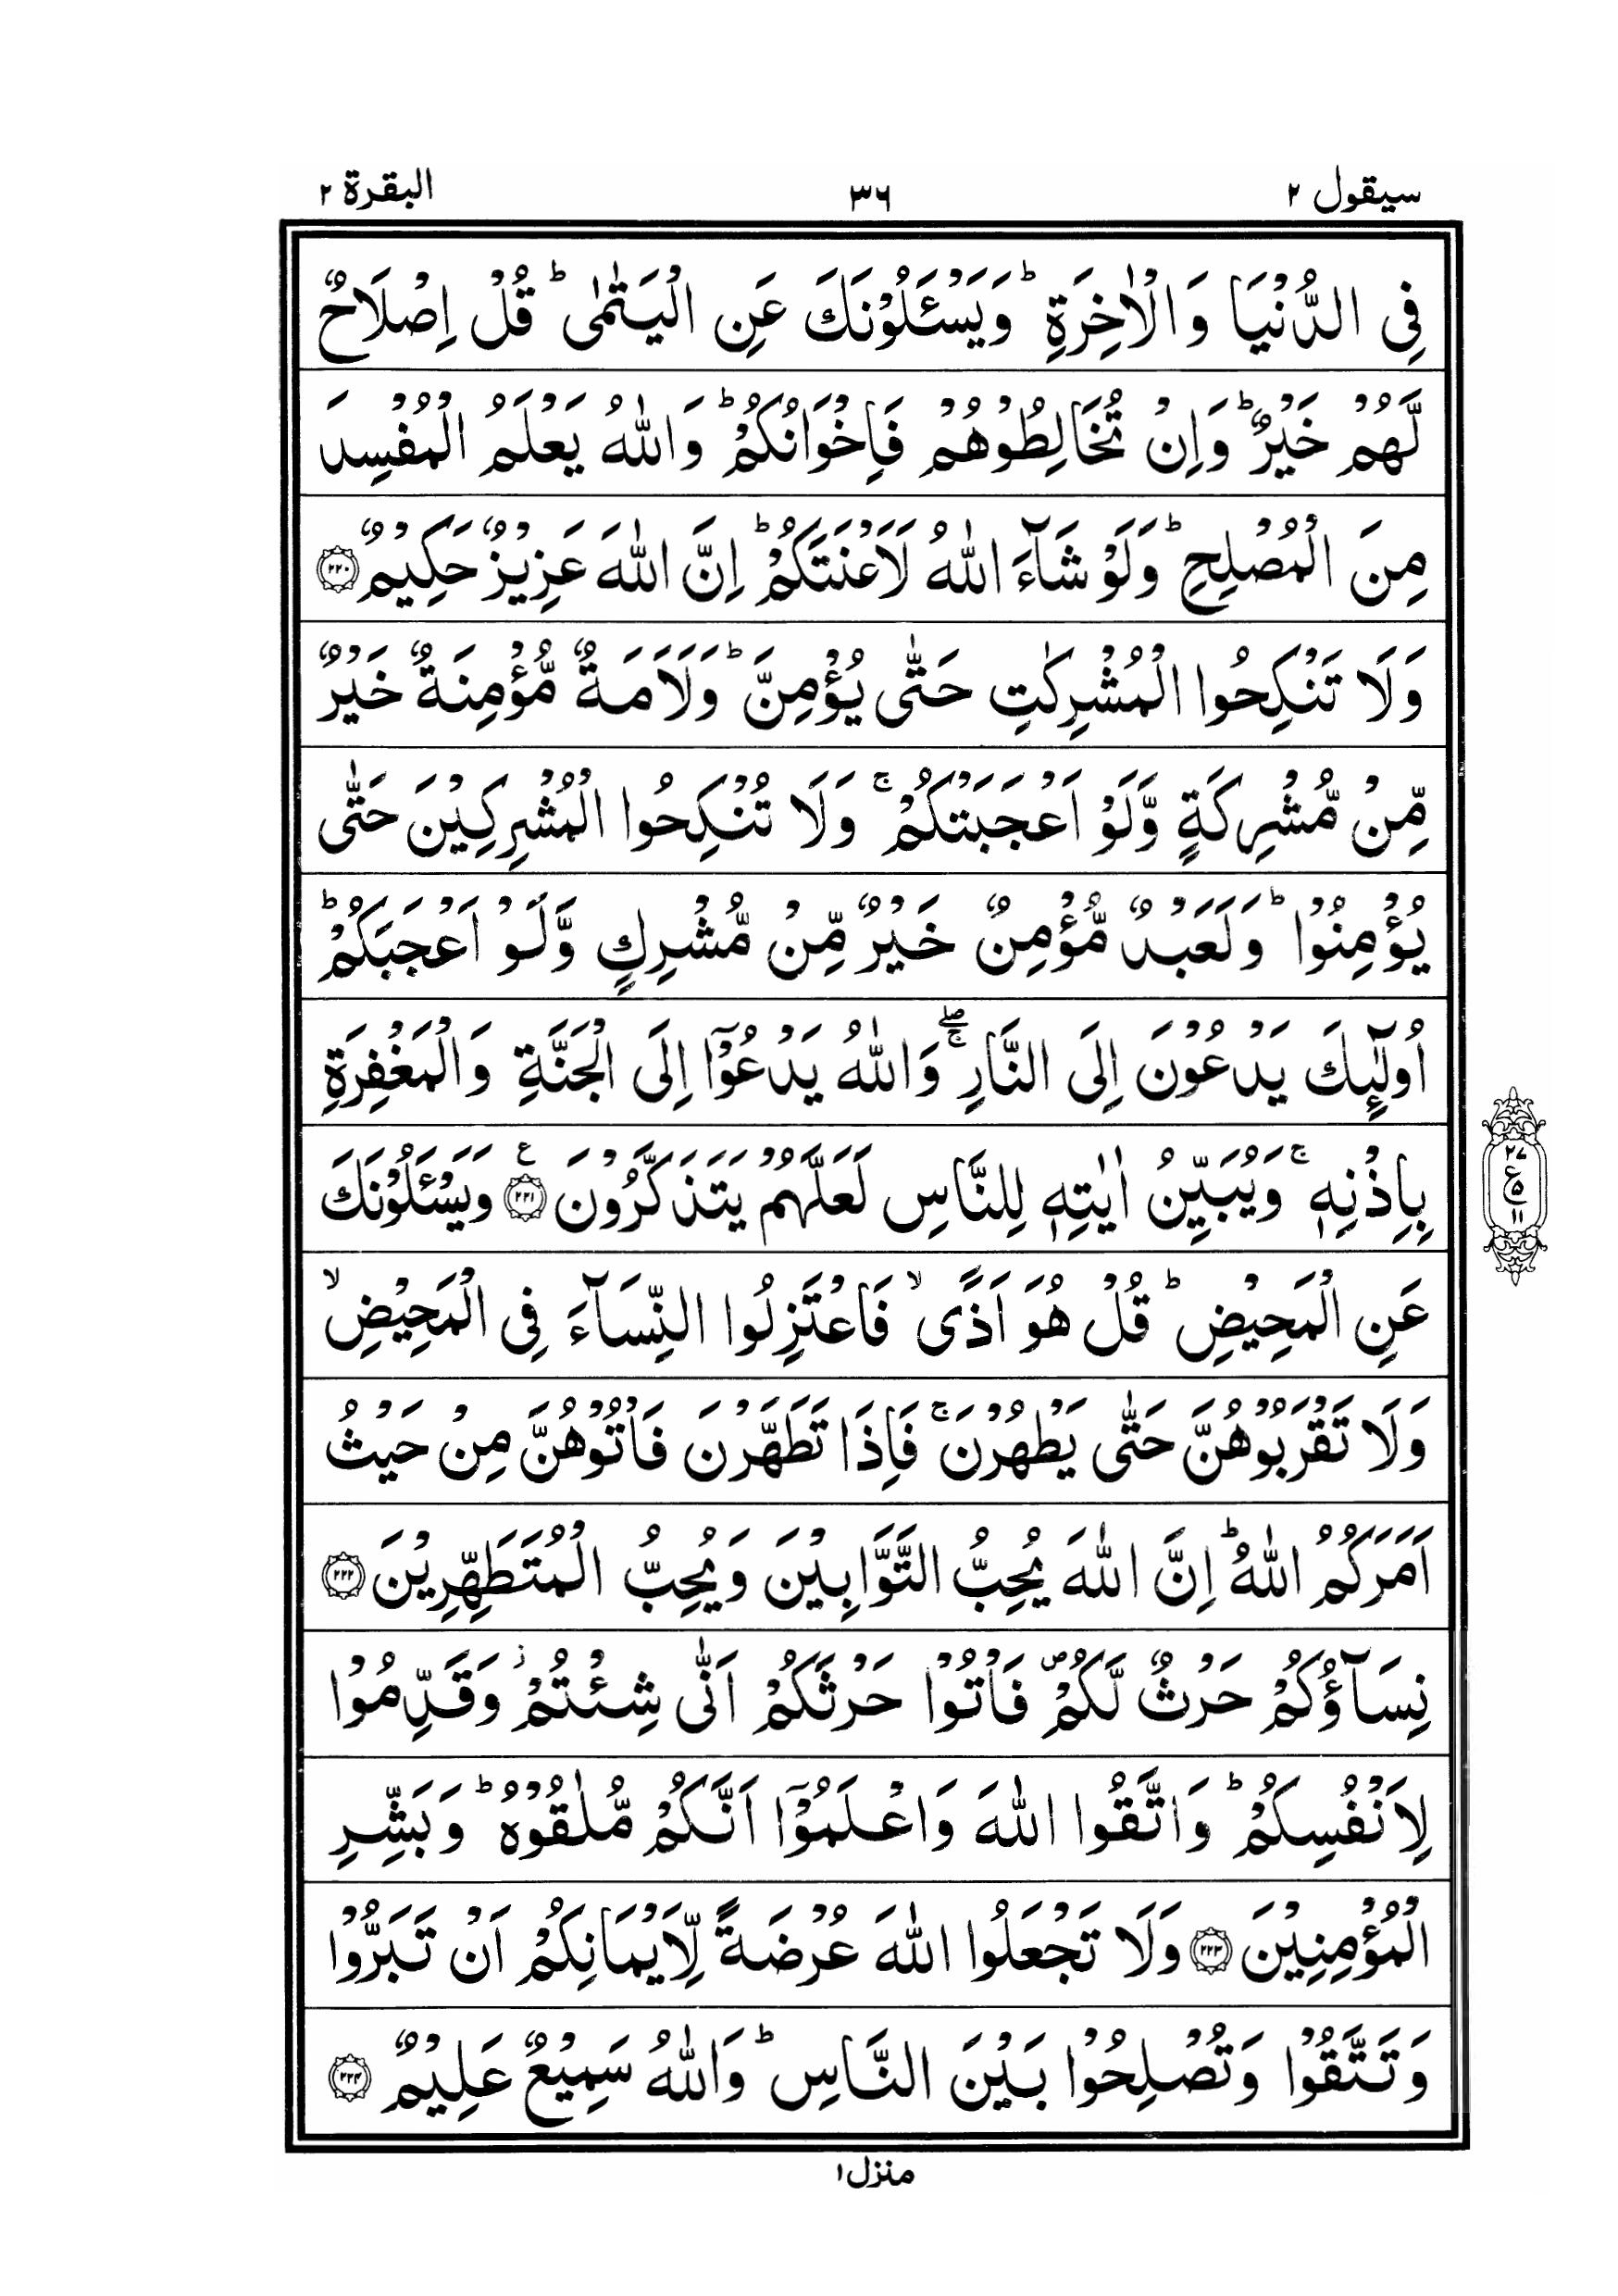 سيقول ٢ ٣٦ البقرة ٢
فِي الدُّنْيَا وَالْاٰخِرَةِ ؕ وَيَسْـَٔلُوْنَكَ عَنِ الْيَتٰمٰى ؕ قُلْ اِصْلَاحٌ
لَّهُمْ خَيْرٌ ؕ وَاِنْ تُخَالِطُوْهُمْ فَاِخْوَانُكُمْ ؕ وَاللّٰهُ يَعْلَمُ الْمُفْسِدَ
مِنَ الْمُصْلِحِ ؕ وَلَوْ شَآءَ اللّٰهُ لَاَعْنَتَكُمْ ؕ اِنَّ اللّٰهَ عَزِيْزٌ حَكِيْمٌ ﴿٢٢٠﴾
وَلَا تَنْكِحُوا الْمُشْرِكٰتِ حَتّٰى يُؤْمِنَّ ؕ وَلَاَمَةٌ مُّؤْمِنَةٌ خَيْرٌ
مِّنْ مُّشْرِكَةٍ وَّلَوْ اَعْجَبَتْكُمْ ۚ وَلَا تُنْكِحُوا الْمُشْرِكِيْنَ حَتّٰى
يُؤْمِنُوْا ؕ وَلَعَبْدٌ مُّؤْمِنٌ خَيْرٌ مِّنْ مُّشْرِكٍ وَّلَوْ اَعْجَبَكُمْ ؕ
اُولٰٓئِكَ يَدْعُوْنَ اِلَى النَّارِ ۖۚ وَاللّٰهُ يَدْعُوْٓا اِلَى الْجَنَّةِ وَالْمَغْفِرَةِ
بِاِذْنِهٖ ۚ وَيُبَيِّنُ اٰيٰتِهٖ لِلنَّاسِ لَعَلَّهُمْ يَتَذَكَّرُوْنَ ﴿٢٢١﴾ ع وَيَسْـَٔلُوْنَكَ
٢٧ ع ٥ ١١
عَنِ الْمَحِيْضِ ؕ قُلْ هُوَ اَذًى ۙ فَاعْتَزِلُوا النِّسَآءَ فِي الْمَحِيْضِ ۙ
وَلَا تَقْرَبُوْهُنَّ حَتّٰى يَطْهُرْنَ ۚ فَاِذَا تَطَهَّرْنَ فَاْتُوْهُنَّ مِنْ حَيْثُ
اَمَرَكُمُ اللّٰهُ ؕ اِنَّ اللّٰهَ يُحِبُّ التَّوَّابِيْنَ وَيُحِبُّ الْمُتَطَهِّرِيْنَ ﴿٢٢٢﴾
نِسَآؤُكُمْ حَرْثٌ لَّكُمْ ۪ فَاْتُوْا حَرْثَكُمْ اَنّٰى شِئْتُمْ ؗ وَقَدِّمُوْا
لِاَنْفُسِكُمْ ؕ وَاتَّقُوا اللّٰهَ وَاعْلَمُوْٓا اَنَّكُمْ مُّلٰقُوْهُ ؕ وَبَشِّرِ
الْمُؤْمِنِيْنَ ﴿٢٢٣﴾ وَلَا تَجْعَلُوا اللّٰهَ عُرْضَةً لِّاَيْمَانِكُمْ اَنْ تَبَرُّوْا
وَتَتَّقُوْا وَتُصْلِحُوْا بَيْنَ النَّاسِ ؕ وَاللّٰهُ سَمِيْعٌ عَلِيْمٌ ﴿٢٢٤﴾
منزل ١